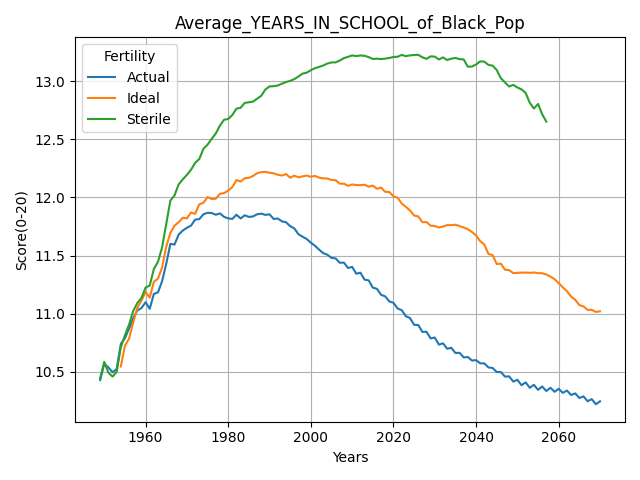 Average_YEARS_IN_SCHOOL_of_Black_Pop
Fertility
Actual
Ideal
Sterile
Score(0-20)
13.0
12.5
12.0
11.5
11.0
10.5
1960 1980 2000 2020 2040 2060
Years